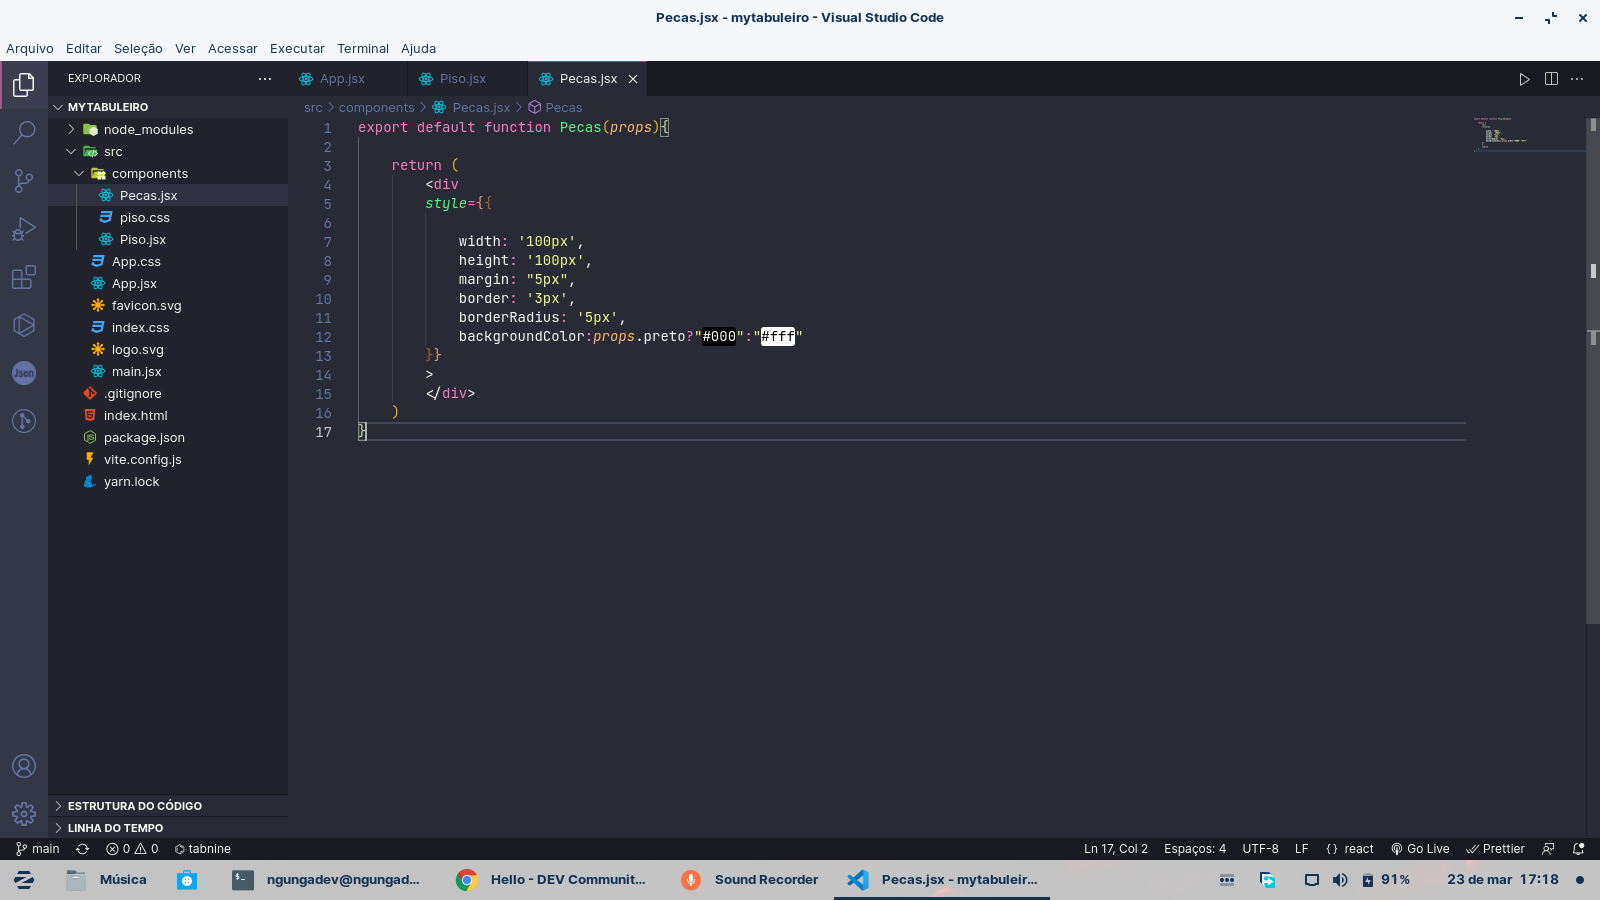 Pecas.jsx - mytabuleiro - Visual Studio Code
Arquivo Editar Seleção Ver Acessar Executar Terminal Ajuda
EXPLORADOR
App.jsx Piso.jsx Pecas.jsx
MYTABULEIRO
node_modules
src
components
Pecas.jsx
piso.css
Piso.jsx
App.css
App.jsx
favicon.svg
index.css
logo.svg
main.jsx
.gitignore
index.html
package.json
vite.config.js
yarn.lock
Json
src > components > Pecas.jsx > Pecas
1 export default function Pecas(props){
2
3 return (
4 <div
5 style={{
6
7 width: '100px',
8 height: '100px',
9 margin: "5px",
10 border: '3px',
11 borderRadius: '5px',
12 backgroundColor:props.preto?"#000":"#fff"
13 }}
14 >
15 </div>
16 )
17 }
ESTRUTURA DO CÓDIGO
LINHA DO TEMPO
main 0 0 tabnine Ln 17, Col 2 Espaços: 4 UTF-8 LF {} react Go Live Prettier
Música ngungadev@ngungad... Hello - DEV Communit... Sound Recorder Pecas.jsx - mytabuleir... 91% 23 de mar 17:18